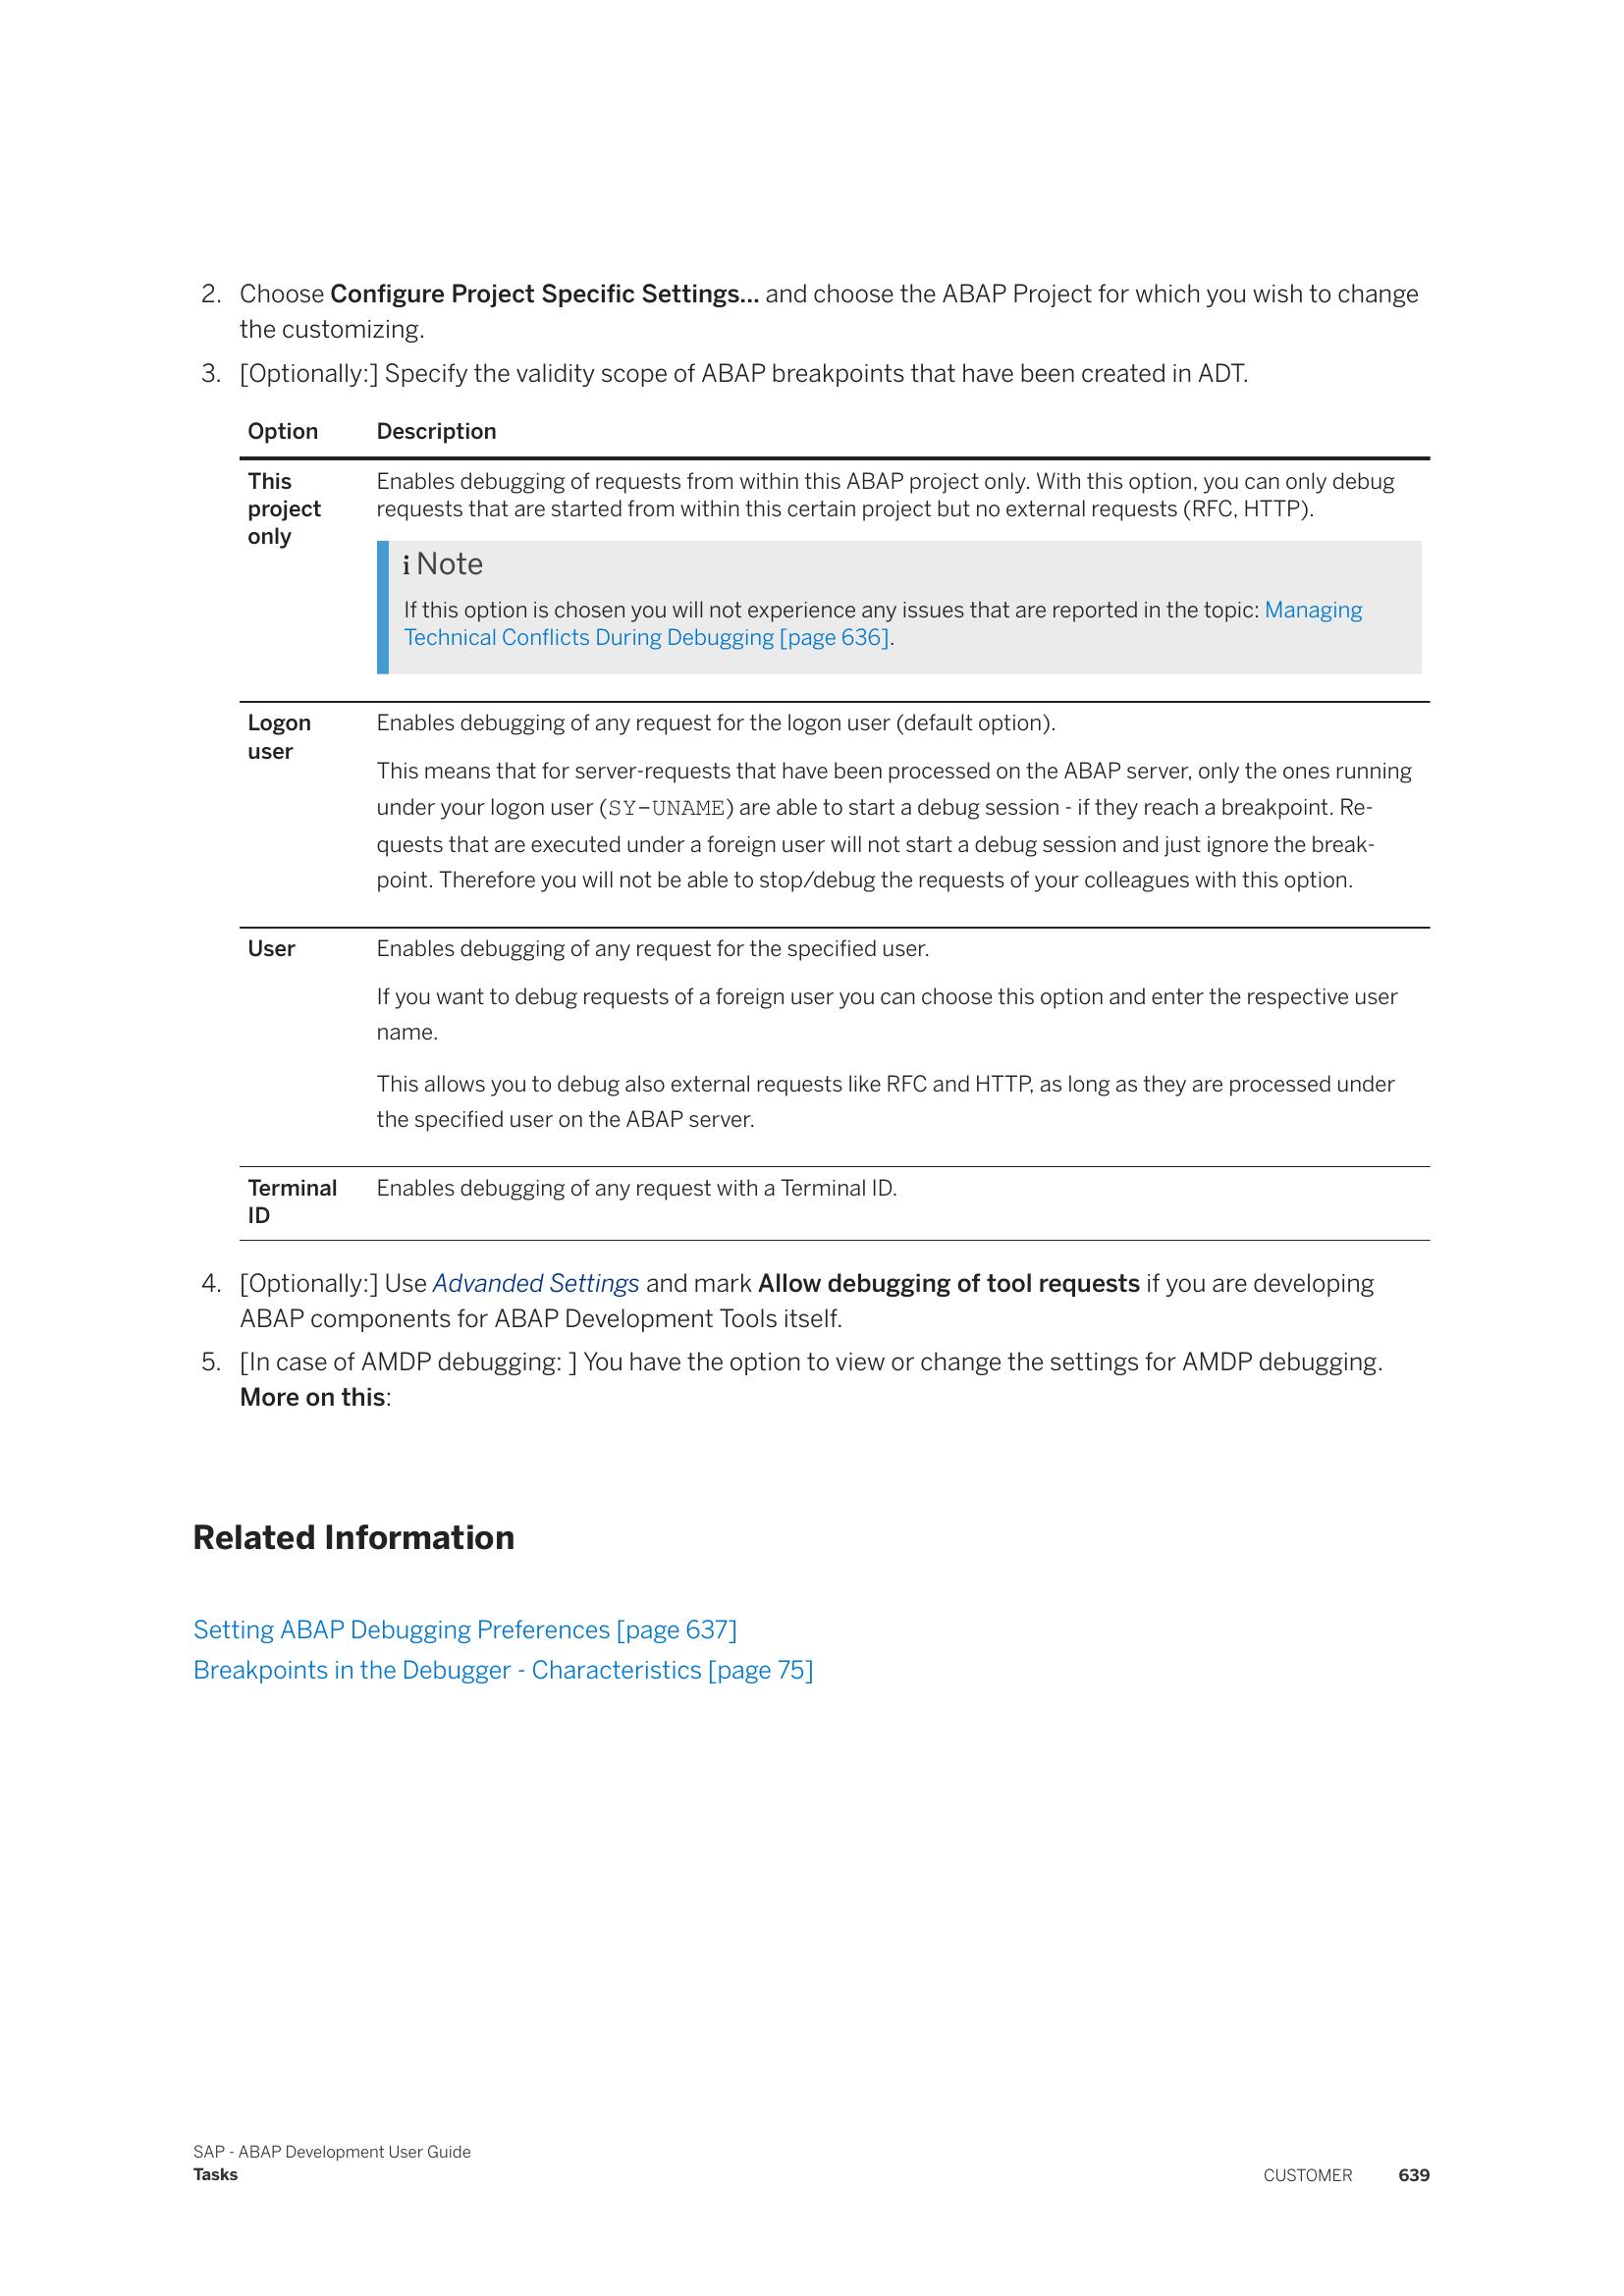 2. Choose Configure Project Specific Settings... and choose the ABAP Project for which you wish to change
the customizing.
3. [Optionally:] Specify the validity scope of ABAP breakpoints that have been created in ADT.
Option Description
This
project
only
Enables debugging of requests from within this ABAP project only. With this option, you can only debug
requests that are started from within this certain project but no external requests (RFC, HTTP).
i Note
If this option is chosen you will not experience any issues that are reported in the topic: Managing
Technical Conflicts During Debugging [page 636].
Logon
user
Enables debugging of any request for the logon user (default option).
This means that for server-requests that have been processed on the ABAP server, only the ones running
under your logon user (SY-UNAME) are able to start a debug session - if they reach a breakpoint. Re-
quests that are executed under a foreign user will not start a debug session and just ignore the break-
point. Therefore you will not be able to stop/debug the requests of your colleagues with this option.
User Enables debugging of any request for the specified user.
If you want to debug requests of a foreign user you can choose this option and enter the respective user
name.
This allows you to debug also external requests like RFC and HTTP, as long as they are processed under
the specified user on the ABAP server.
Terminal
ID
Enables debugging of any request with a Terminal ID.
4. [Optionally:] Use Advanded Settings and mark Allow debugging of tool requests if you are developing
ABAP components for ABAP Development Tools itself.
5. [In case of AMDP debugging: ] You have the option to view or change the settings for AMDP debugging.
More on this:
Related Information
Setting ABAP Debugging Preferences [page 637]
Breakpoints in the Debugger - Characteristics [page 75]
SAP - ABAP Development User Guide
Tasks
CUSTOMER 639